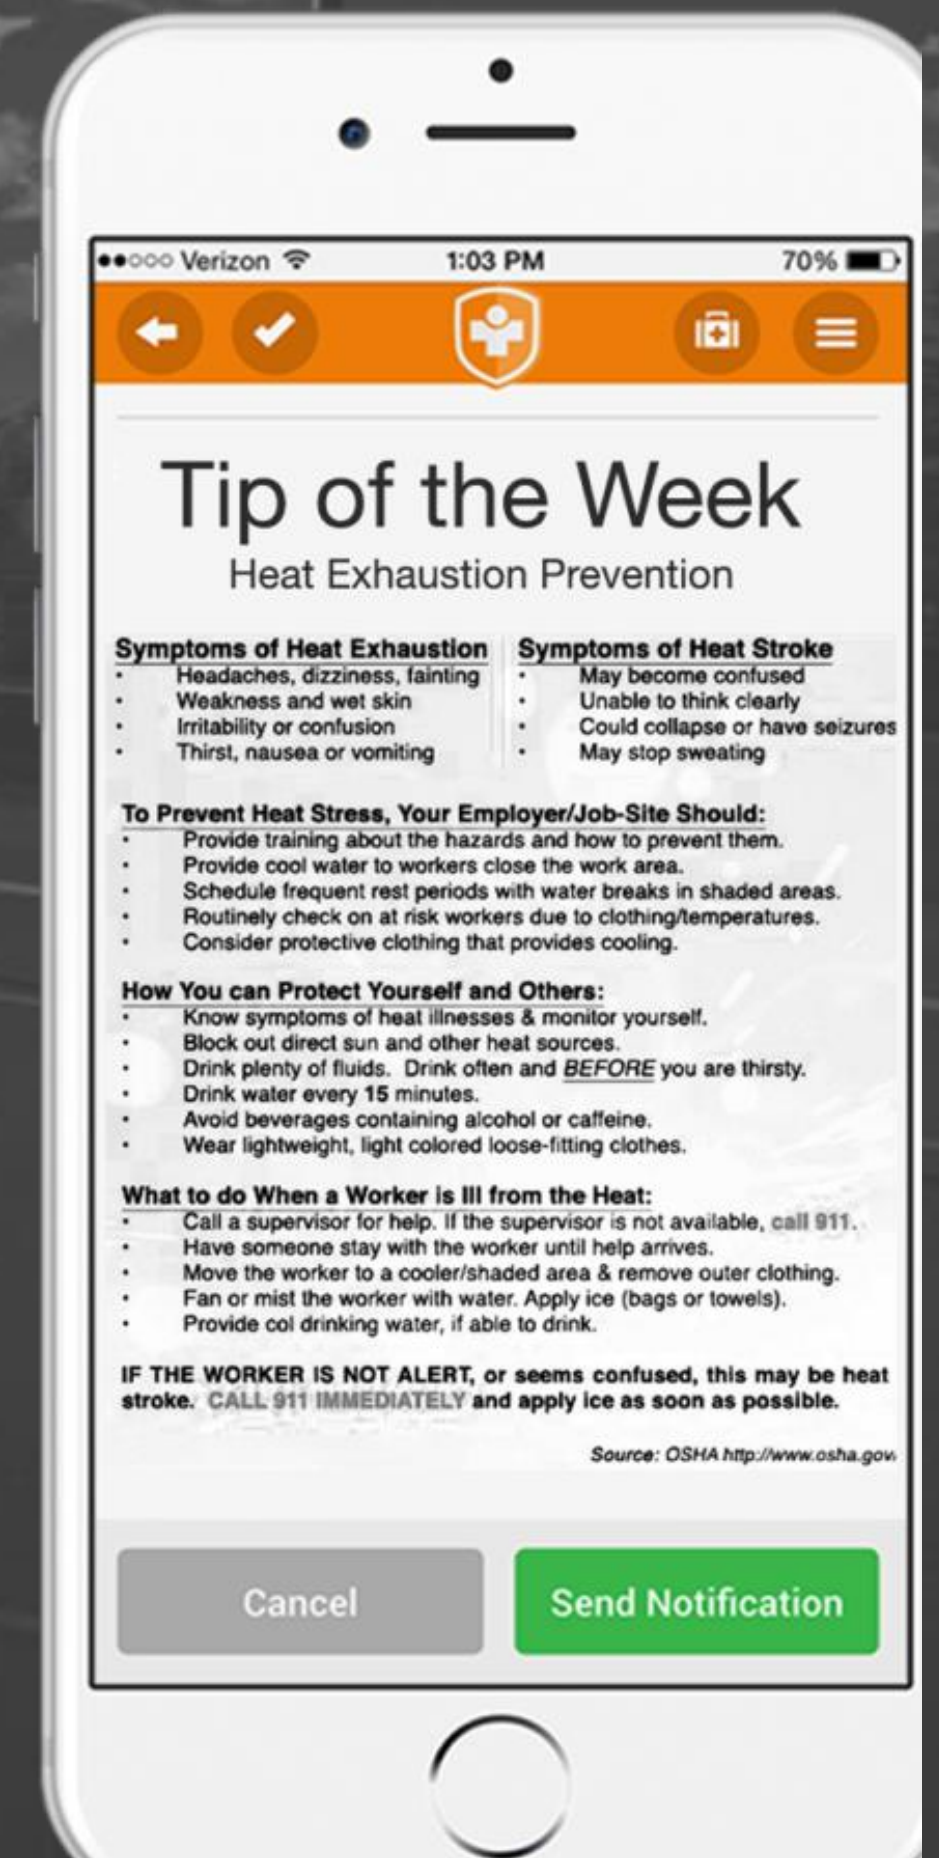 Verizon 1:03 PM 70%
Tip of the Week
Heat Exhaustion Prevention
Symptoms of Heat Exhaustion
• Headaches, dizziness, fainting
• Weakness and wet skin
• Irritability or confusion
• Thirst, nausea or vomiting
Symptoms of Heat Stroke
• May become confused
• Unable to think clearly
• Could collapse or have seizures
• May stop sweating
To Prevent Heat Stress, Your Employer/Job-Site Should:
• Provide training about the hazards and how to prevent them.
• Provide cool water to workers close the work area.
• Schedule frequent rest periods with water breaks in shaded areas.
• Routinely check on at risk workers due to clothing/temperatures.
• Consider protective clothing that provides cooling.
How You can Protect Yourself and Others:
• Know symptoms of heat illnesses & monitor yourself.
• Block out direct sun and other heat sources.
• Drink plenty of fluids. Drink often and BEFORE you are thirsty.
• Drink water every 15 minutes.
• Avoid beverages containing alcohol or caffeine.
• Wear lightweight, light colored loose-fitting clothes.
What to do When a Worker is Ill from the Heat:
• Call a supervisor for help. If the supervisor is not available, call 911.
• Have someone stay with the worker until help arrives.
• Move the worker to a cooler/shaded area & remove outer clothing.
• Fan or mist the worker with water. Apply ice (bags or towels).
• Provide col drinking water, if able to drink.
IF THE WORKER IS NOT ALERT, or seems confused, this may be heat
stroke. CALL 911 IMMEDIATELY and apply ice as soon as possible.
Source: OSHA http://www.osha.gov
Cancel
Send Notification